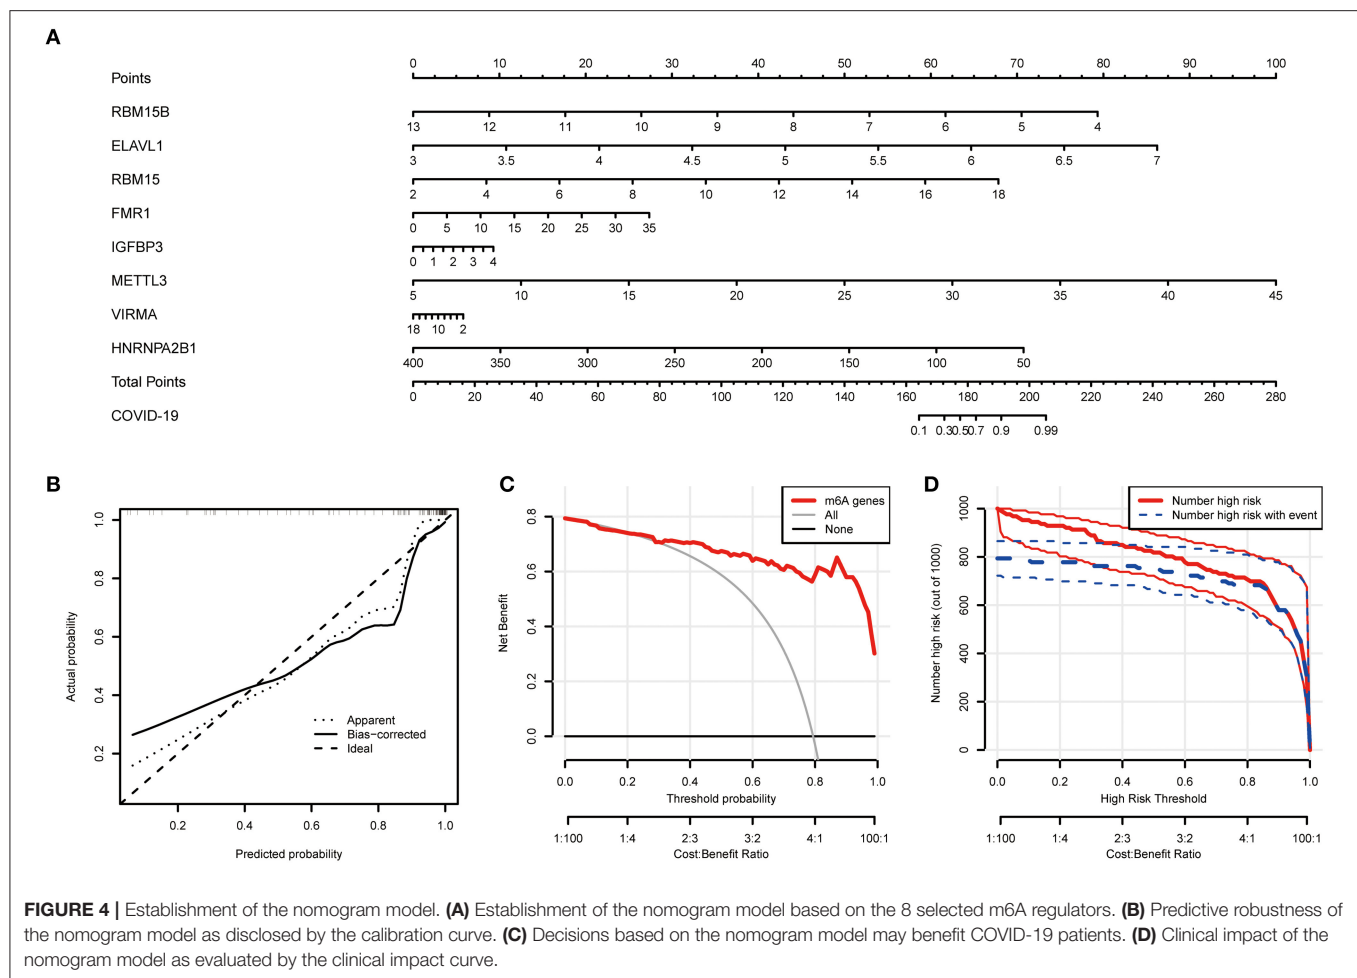 A
Points
0 10 20 30 40 50 60 70 80 90 100
RBM15B
13 12 11 10 9 8 7 6 5 4
ELAVL1
3 3.5 4 4.5 5 5.5 6 6.5 7
RBM15
2 4 6 8 10 12 14 16 18
FMR1
0 5 10 15 20 25 30 35
IGFBP3
0 1 2 3 4
METTL3
5 10 15 20 25 30 35 40 45
VIRMA
18 10 2
HNRNPA2B1
400 350 300 250 200 150 100 50
Total Points
0 20 40 60 80 100 120 140 160 180 200 220 240 260 280
COVID-19
0.1 0.3 0.5 0.7 0.9 0.99
B
Actual probability
1.0
0.8
0.6
0.4
0.2
Apparent
Bias-corrected
Ideal
0.2 0.4 0.6 0.8 1.0
Predicted probability
C
Net Benefit
0.8
0.6
0.4
0.2
0.0
m6A genes
All
None
0.0 0.2 0.4 0.6 0.8 1.0
Threshold probability
1:100 1:4 2:3 3:2 4:1 100:1
Cost:Benefit Ratio
D
Number high risk (out of 1000)
1000
800
600
400
200
0
Number high risk
Number high risk with event
0.0 0.2 0.4 0.6 0.8 1.0
High Risk Threshold
1:100 1:4 2:3 3:2 4:1 100:1
Cost:Benefit Ratio
FIGURE 4 | Establishment of the nomogram model. (A) Establishment of the nomogram model based on the 8 selected m6A regulators. (B) Predictive robustness of
the nomogram model as disclosed by the calibration curve. (C) Decisions based on the nomogram model may benefit COVID-19 patients. (D) Clinical impact of the
nomogram model as evaluated by the clinical impact curve.